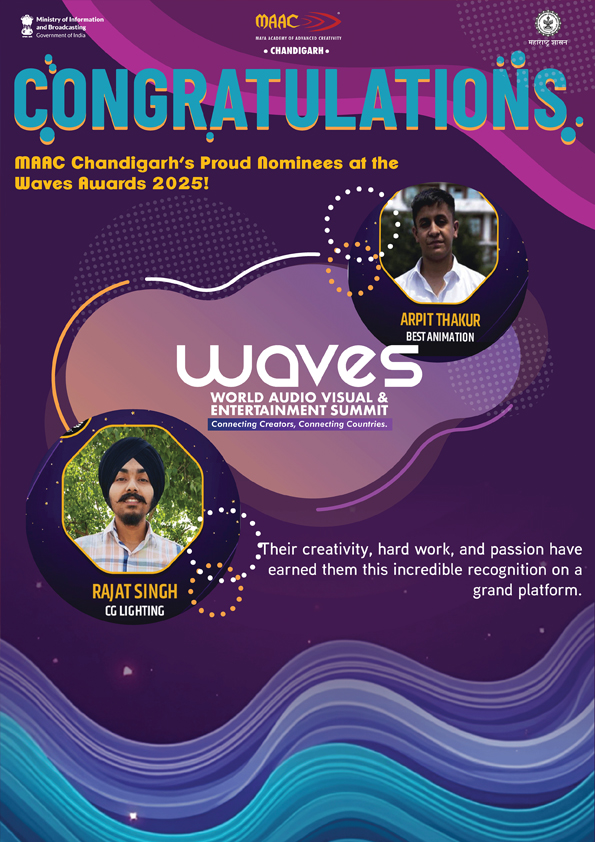 Ministry of Information
and Broadcasting
Government of India
MAAC
MAYA ACADEMY OF ADVANCED CREATIVITY
• CHANDIGARH •
महाराष्ट्र शासन
CONGRATULATIONS
MAAC Chandigarh's Proud Nominees at the
Waves Awards 2025!
ARPIT THAKUR
BEST ANIMATION
waves
WORLD AUDIO VISUAL &
ENTERTAINMENT SUMMIT
Connecting Creators, Connecting Countries.
RAJAT SINGH
CG LIGHTING
Their creativity, hard work, and passion have
earned them this incredible recognition on a
grand platform.